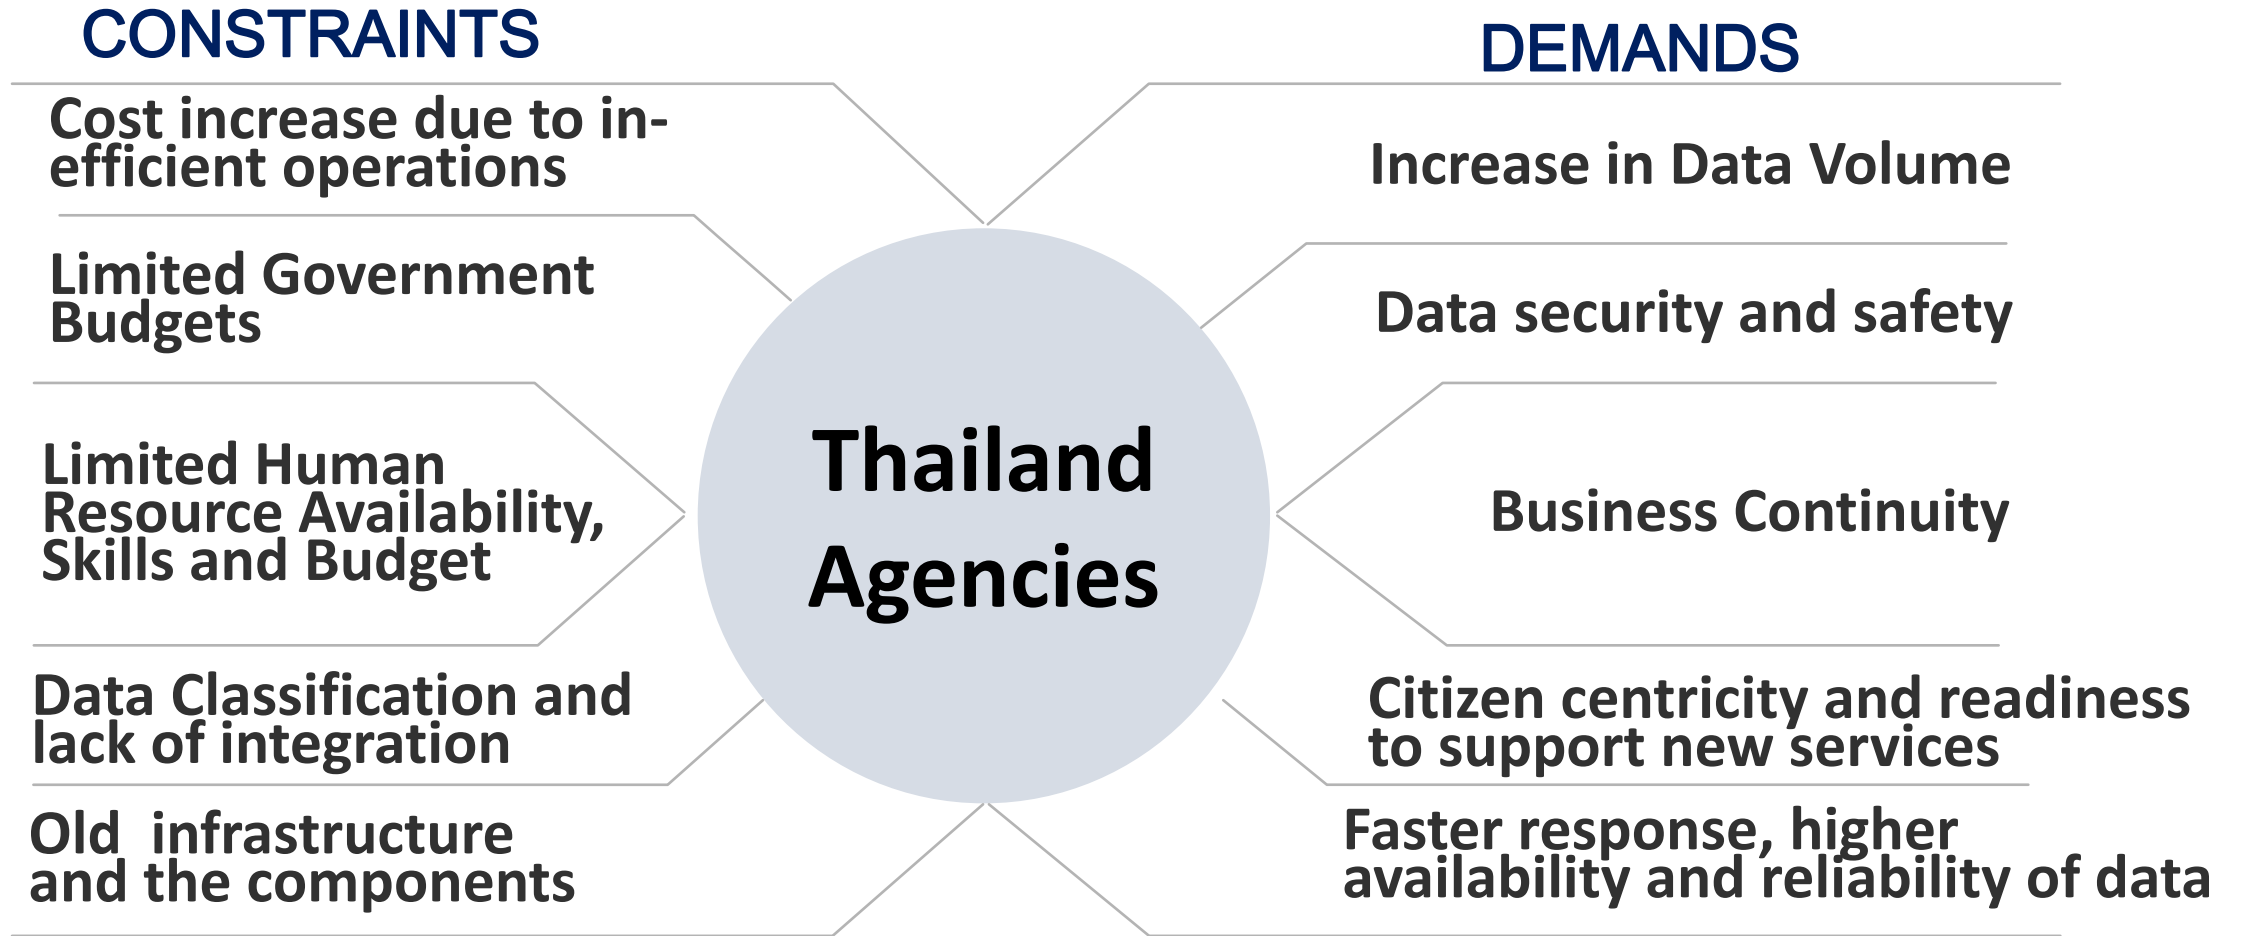 CONSTRAINTS
Cost increase due to in-
efficient operations
Limited Government
Budgets
Limited Human
Resource Availability,
Skills and Budget
Data Classification and
lack of integration
Old  infrastructure
and the components
Thailand
Agencies
DEMANDS
Increase in Data Volume
Data security and safety
Business Continuity
Citizen centricity and readiness
to support new services
Faster response, higher
availability and reliability of data